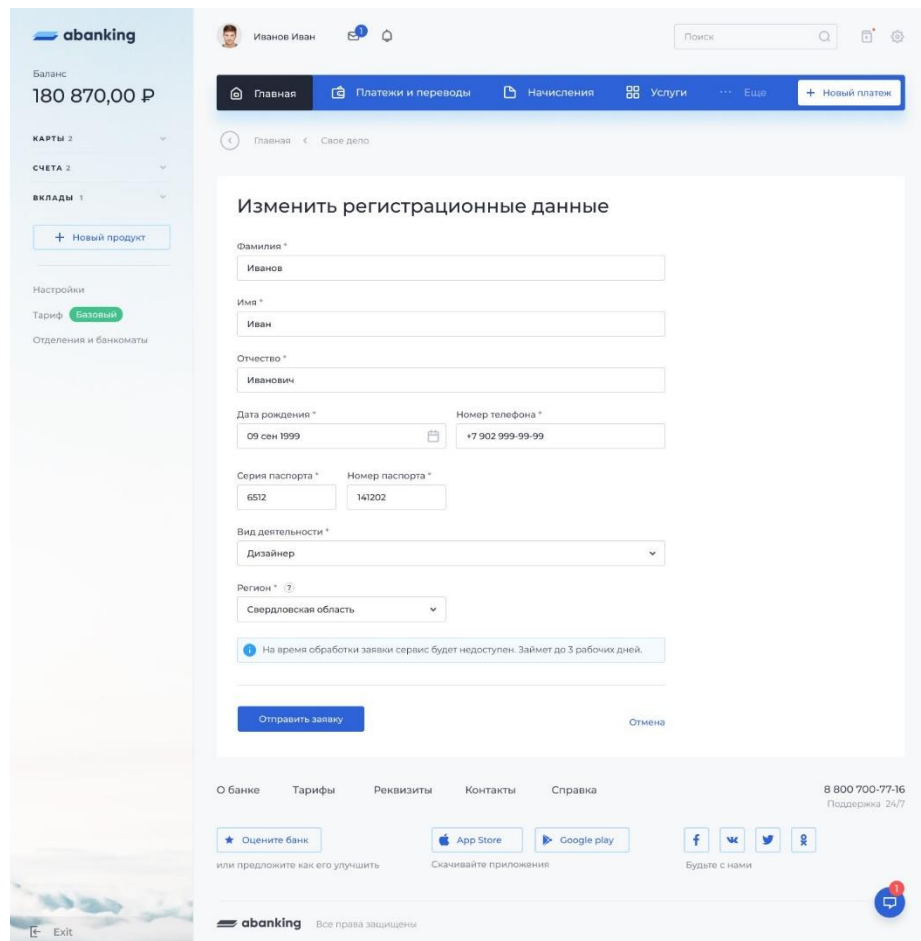 abanking
Баланс
180 870,00 ₽
КАРТЫ 2
СЧЕТА 2
ВКЛАДЫ 1
+ Новый продукт
Настройки
Тариф Базовый
Отделения и банкоматы
Exit
Иванов Иван 1 Поиск
Главная Платежи и переводы Начисления Услуги ··· Еще + Новый платеж
Главная < Свое дело
Изменить регистрационные данные
Фамилия *
Иванов
Имя *
Иван
Отчество *
Иванович
Дата рождения * Номер телефона *
09 сен 1999 +7 902 999-99-99
Серия паспорта * Номер паспорта *
6512 141202
Вид деятельности *
Дизайнер
Регион * ?
Свердловская область
На время обработки заявки сервис будет недоступен. Займет до 3 рабочих дней.
Отправить заявку Отмена
О банке Тарифы Реквизиты Контакты Справка 8 800 700-77-16
Поддержка 24/7
Оцените банк App Store Google play
или предложите как его улучшить Скачивайте приложения Будьте с нами
1
abanking Все права защищены